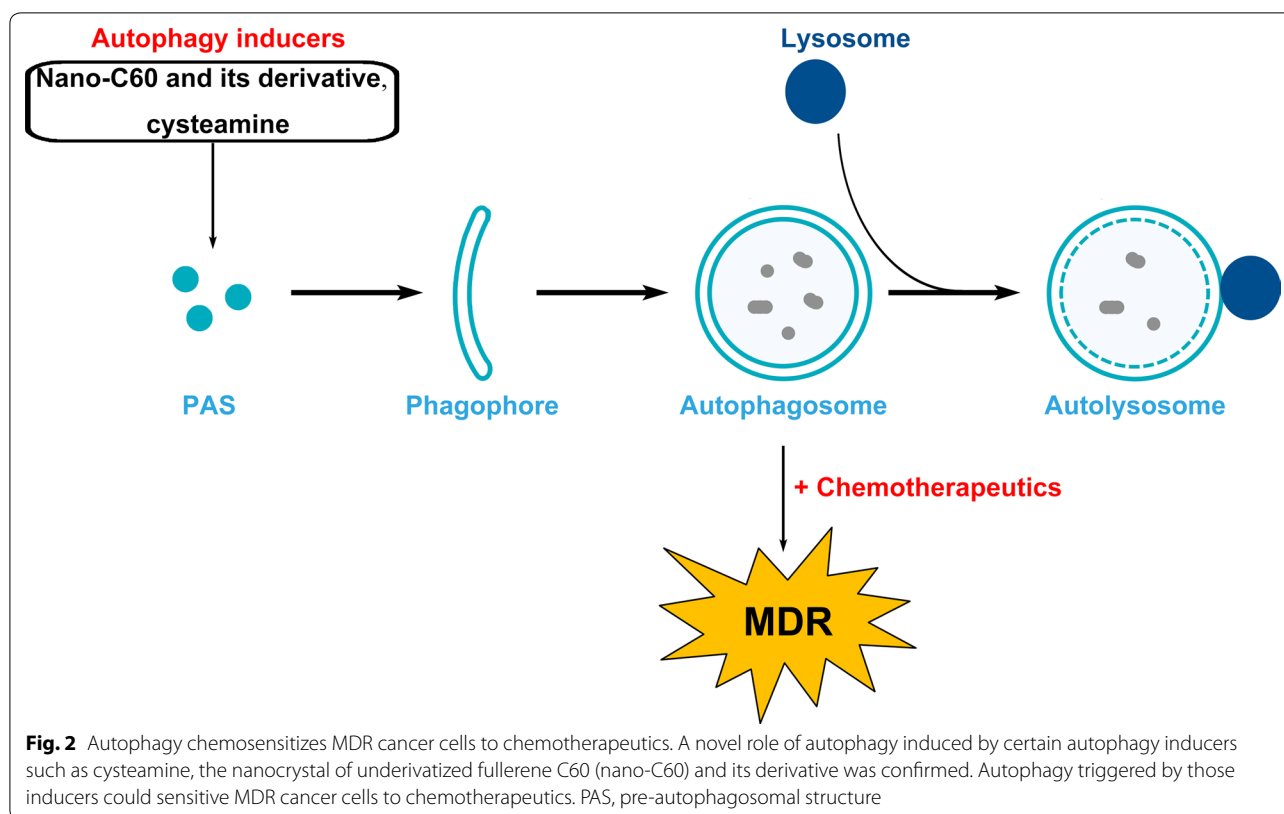 Autophagy inducers
Nano-C60 and its derivative,
cysteamine
Lysosome
PAS
Phagophore
Autophagosome
Autolysosome
+ Chemotherapeutics
MDR
Fig. 2 Autophagy chemosensitizes MDR cancer cells to chemotherapeutics. A novel role of autophagy induced by certain autophagy inducers
such as cysteamine, the nanocrystal of underivatized fullerene C60 (nano-C60) and its derivative was confirmed. Autophagy triggered by those
inducers could sensitive MDR cancer cells to chemotherapeutics. PAS, pre-autophagosomal structure